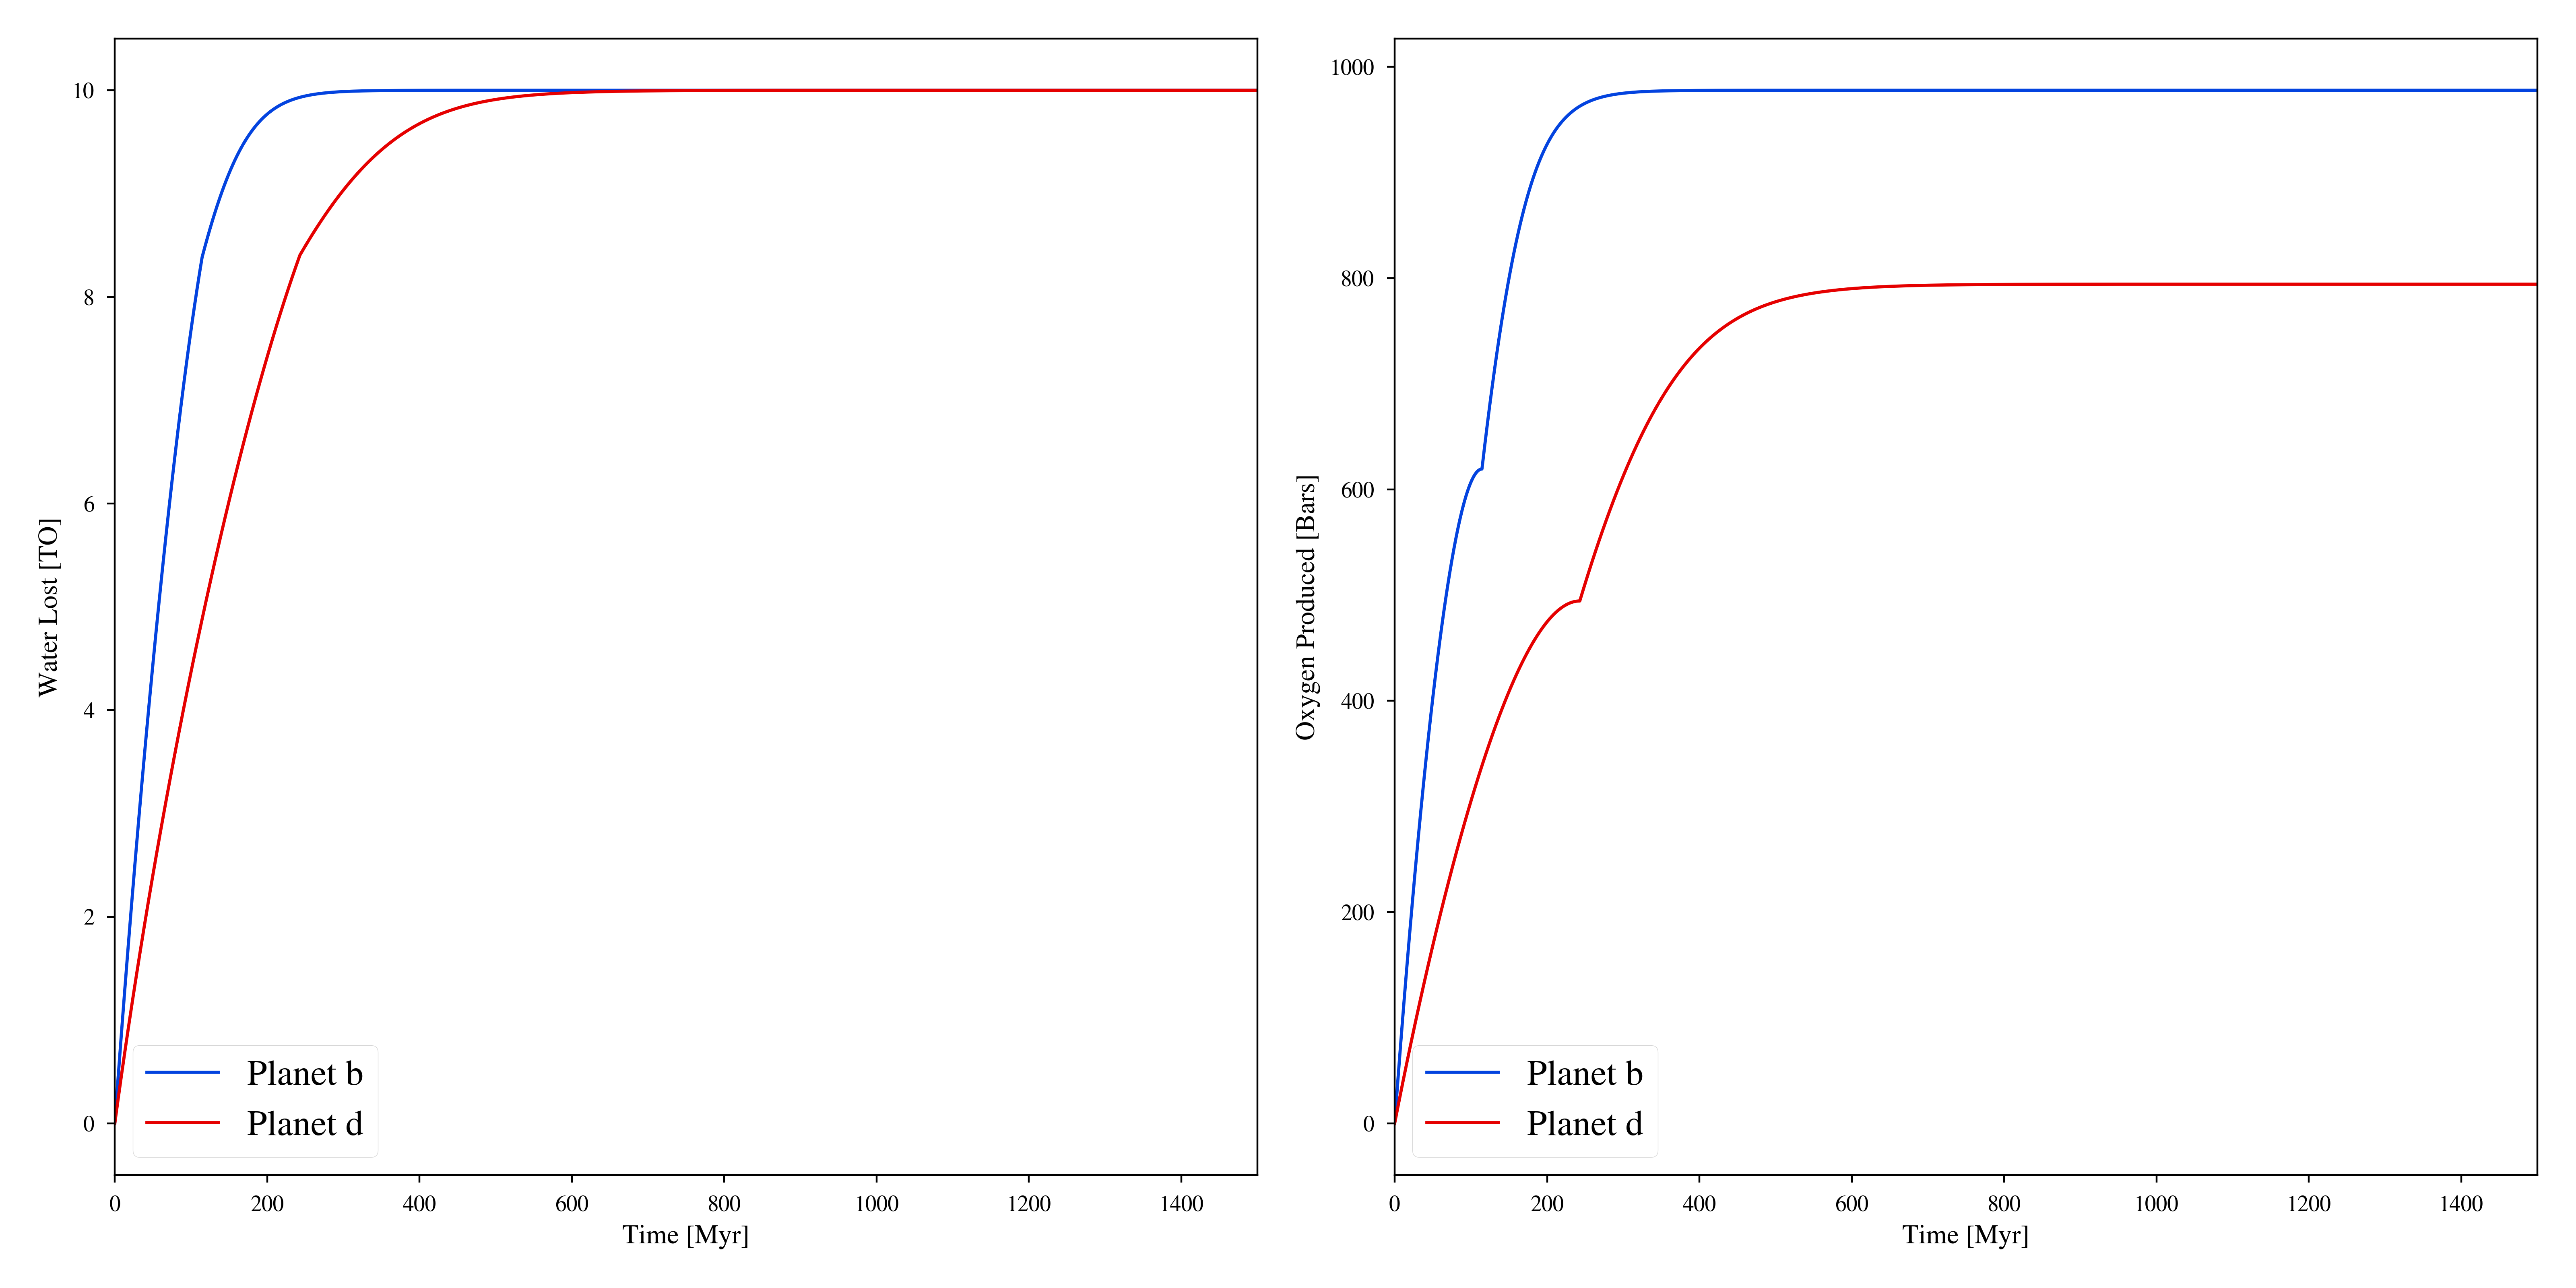 Water Lost [TO]
10
8
6
4
2
0
Planet b
Planet d
0 200 400 600 800 1000 1200 1400
Time [Myr]
Oxygen Produced [Bars]
1000
800
600
400
200
0
Planet b
Planet d
0 200 400 600 800 1000 1200 1400
Time [Myr]